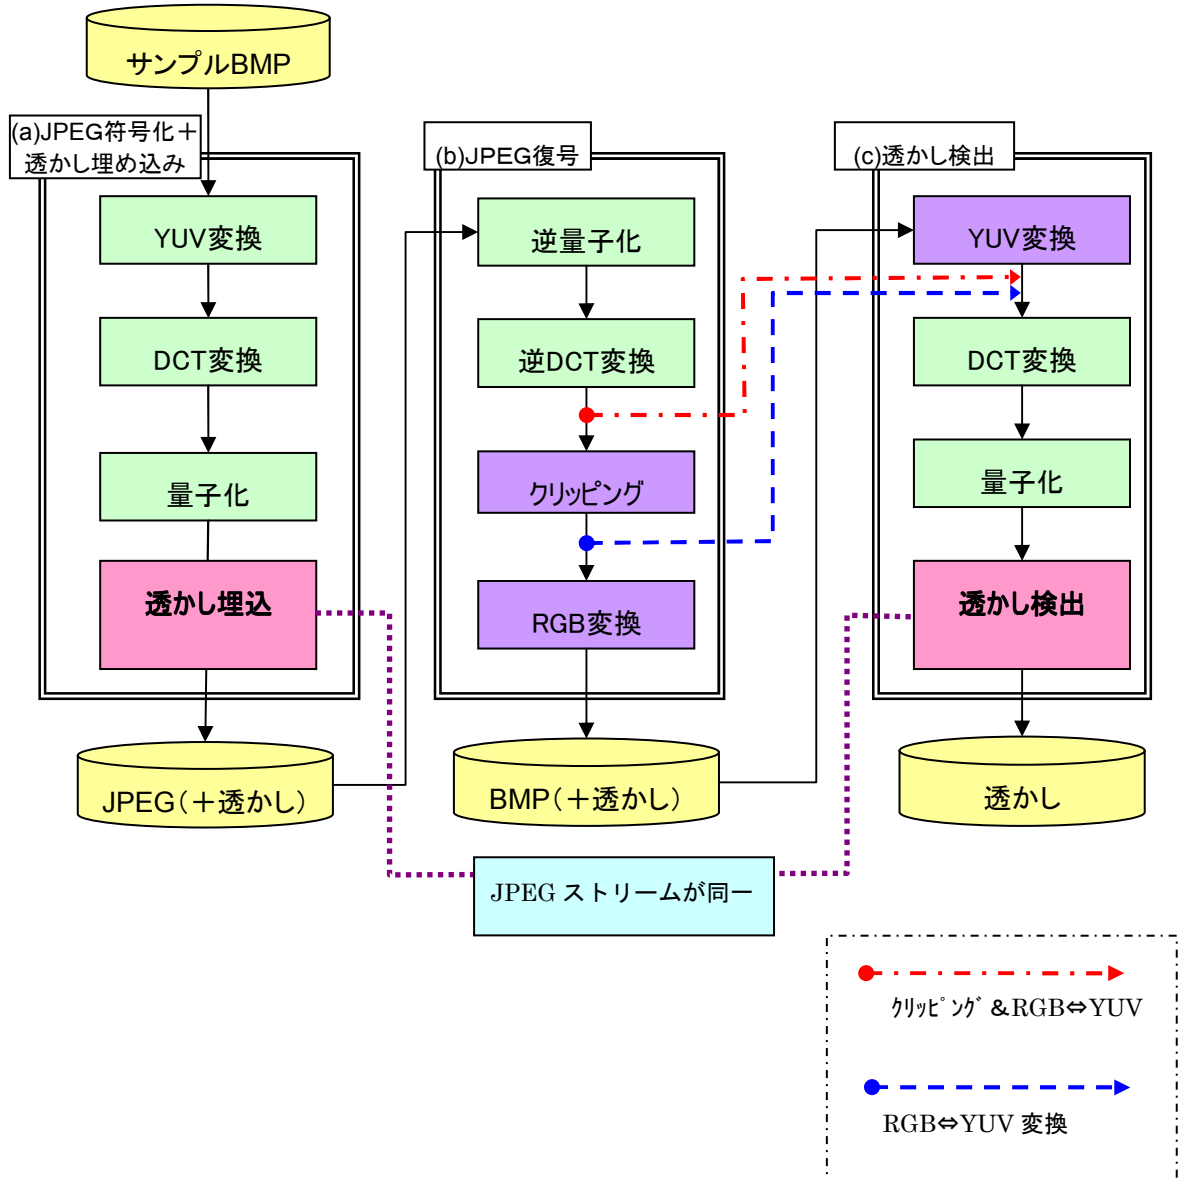 サンプルBMP
(a)JPEG符号化＋
透かし埋め込み
YUV変換
DCT変換
量子化
透かし埋込
JPEG（＋透かし）
(b)JPEG復号
逆量子化
逆DCT変換
クリッピング
RGB変換
BMP（＋透かし）
(c)透かし検出
YUV変換
DCT変換
量子化
透かし検出
透かし
JPEG ストリームが同一
ｸﾘｯﾋﾟﾝｸﾞ&RGB⇔YUV
RGB⇔YUV 変換